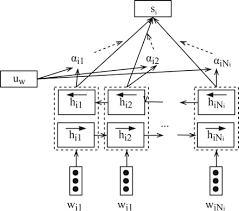 s_i
u_w α_i1 α_i2 α_iN_i
←h_i1 ←h_i2 ←h_iN_i
→h_i1 →h_i2 ... →h_iN_i
w_i1 w_i1 w_iN_i